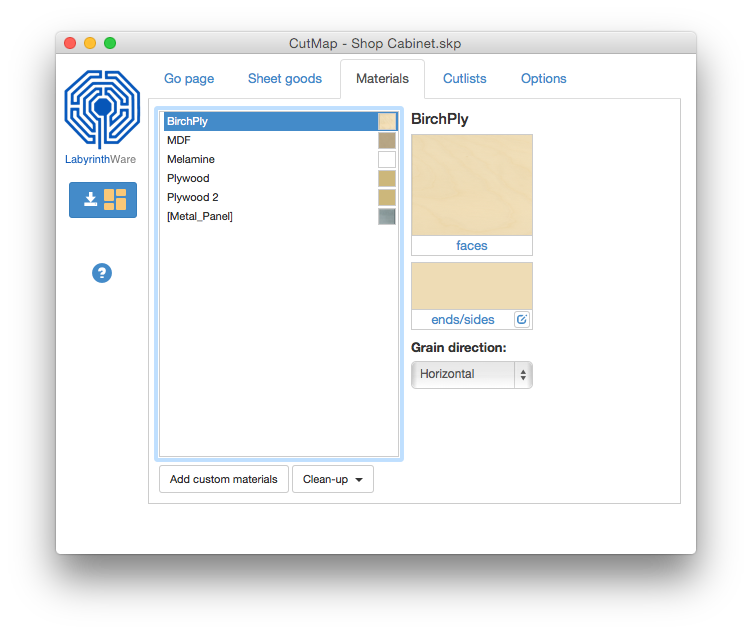 CutMap - Shop Cabinet.skp
Go page Sheet goods Materials Cutlists Options
LabyrinthWare
?
BirchPly
MDF
Melamine
Plywood
Plywood 2
[Metal_Panel]
Add custom materials Clean-up
BirchPly
faces
ends/sides
Grain direction:
Horizontal